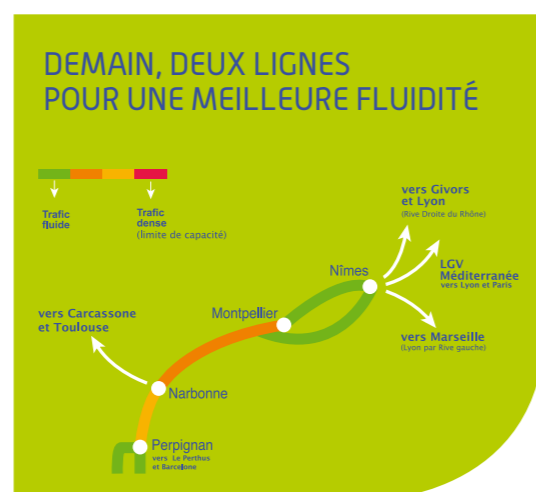 DEMAIN, DEUX LIGNES
POUR UNE MEILLEURE FLUIDITÉ
Trafic
fluide
Trafic
dense
(limite de capacité)
vers Givors
et Lyon
(Rive Droite du Rhône)
LGV
Méditerranée
vers Lyon et Paris
Nîmes
Montpellier
vers Marseille
(Lyon par Rive gauche)
vers Carcassone
et Toulouse
Narbonne
Perpignan
vers Le Perthus
et Barcelone